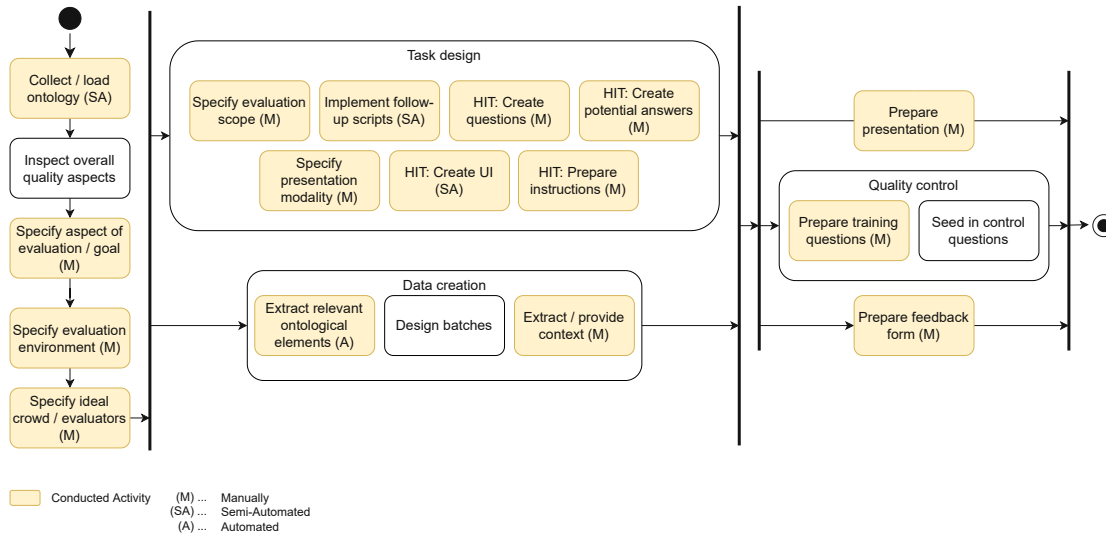 Collect / load
ontology (SA)
Inspect overall
quality aspects
Specify aspect of
evaluation / goal
(M)
Specify evaluation
environment (M)
Specify ideal
crowd / evaluators
(M)
Task design
Specify evaluation
scope (M)
Implement follow-
up scripts (SA)
HIT: Create
questions (M)
HIT: Create
potential answers
(M)
Specify
presentation
modality (M)
HIT: Create UI
(SA)
HIT: Prepare
instructions (M)
Data creation
Extract relevant
ontological
elements (A)
Design batches
Extract / provide
context (M)
Prepare
presentation (M)
Quality control
Prepare training
questions (M)
Seed in control
questions
Prepare feedback
form (M)
Conducted Activity
(M) ... Manually
(SA) ... Semi-Automated
(A) ... Automated